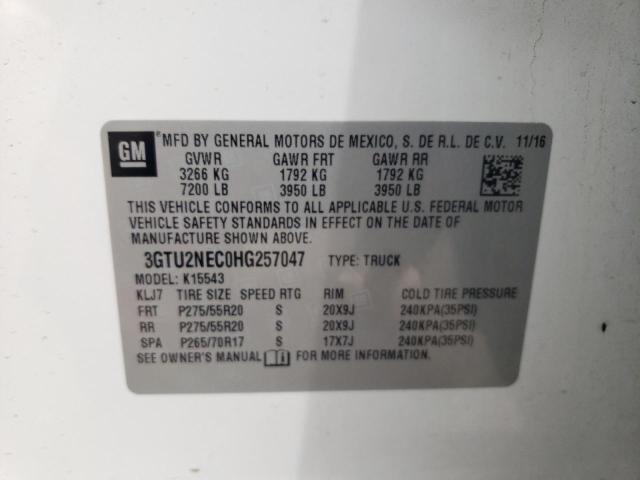 GM
®MFD BY GENERAL MOTORS DE MEXICO, S. DE R.L. DE C.V. 11/16
GVWR GAWR FRT GAWR RR
3266 KG 1792 KG 1792 KG
7200 LB 3950 LB 3950 LB
THIS VEHICLE CONFORMS TO ALL APPLICABLE U.S. FEDERAL MOTOR
VEHICLE SAFETY STANDARDS IN EFFECT ON THE DATE OF
MANUFACTURE SHOWN ABOVE.
3GTU2NEC0HG257047 TYPE: TRUCK
MODEL: K15543
KLJ7 TIRE SIZE SPEED RTG RIM COLD TIRE PRESSURE
FRT P275/55R20 S 20X9J 240KPA(35PSI)
RR P275/55R20 S 20X9J 240KPA(35PSI)
SPA P265/70R17 S 17X7J 240KPA(35PSI)
SEE OWNER'S MANUAL FOR MORE INFORMATION.